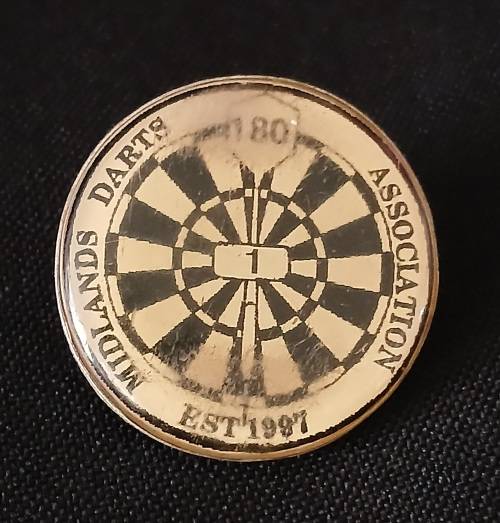 180
MIDLANDS DARTS ASSOCIATION
1
EST 1997